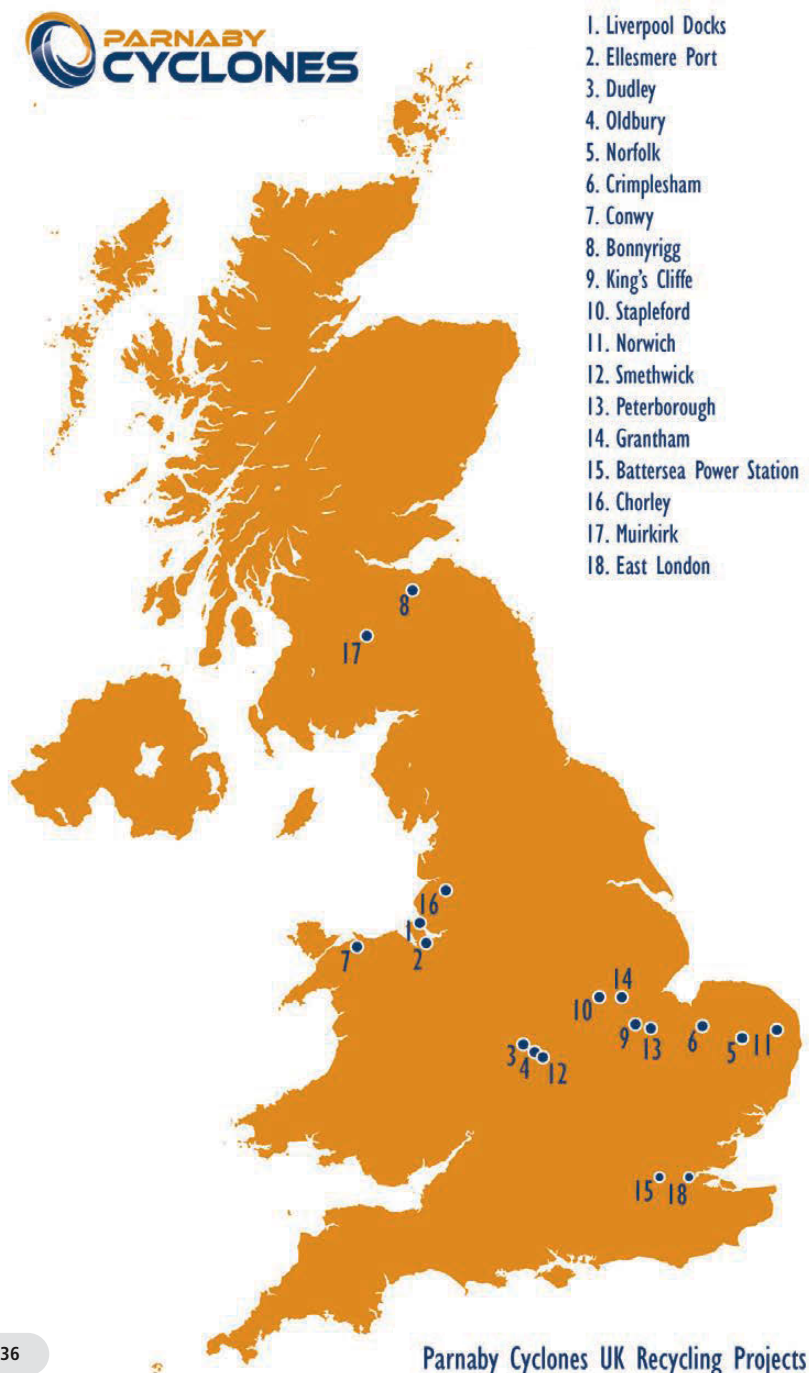 PARNABY
CYCLONES
1. Liverpool Docks
2. Ellesmere Port
3. Dudley
4. Oldbury
5. Norfolk
6. Crimplesham
7. Conwy
8. Bonnyrigg
9. King's Cliffe
10. Stapleford
11. Norwich
12. Smethwick
13. Peterborough
14. Grantham
15. Battersea Power Station
16. Chorley
17. Muirkirk
18. East London
8
17
16
1
7
2
14
10
9
13
6
5
11
3
4
12
15
18
36
Parnaby Cyclones UK Recycling Projects